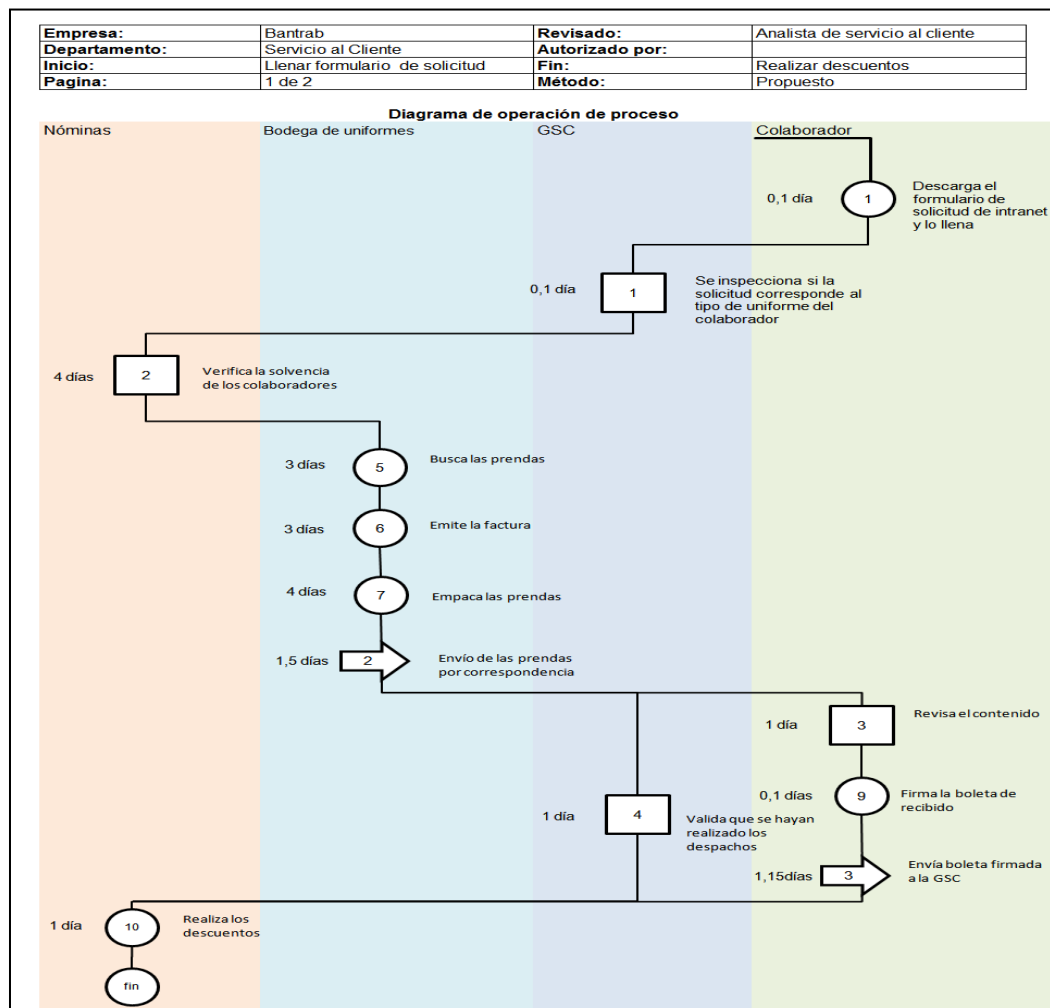 Empresa: Bantrab Revisado: Analista de servicio al cliente
Departamento: Servicio al Cliente Autorizado por:
Inicio: Llenar formulario de solicitud Fin: Realizar descuentos
Pagina: 1 de 2 Método: Propuesto
Diagrama de operación de proceso
Nóminas Bodega de uniformes GSC Colaborador
0,1 día
1
Descarga el
formulario de
solicitud de intranet
y lo llena
0,1 día
1
Se inspecciona si la
solicitud corresponde al
tipo de uniforme del
colaborador
4 días
2
Verifica la solvencia
de los colaboradores
3 días
5
Busca las prendas
3 días
6
Emite la factura
4 días
7
Empaca las prendas
1,5 días
2
Envío de las prendas
por correspondencia
1 día
3
Revisa el contenido
0,1 días
9
Firma la boleta de
recibido
1 día
4
Valida que se hayan
realizado los
despachos
1,15días
3
Envía boleta firmada
a la GSC
1 día
10
Realiza los
descuentos
fin